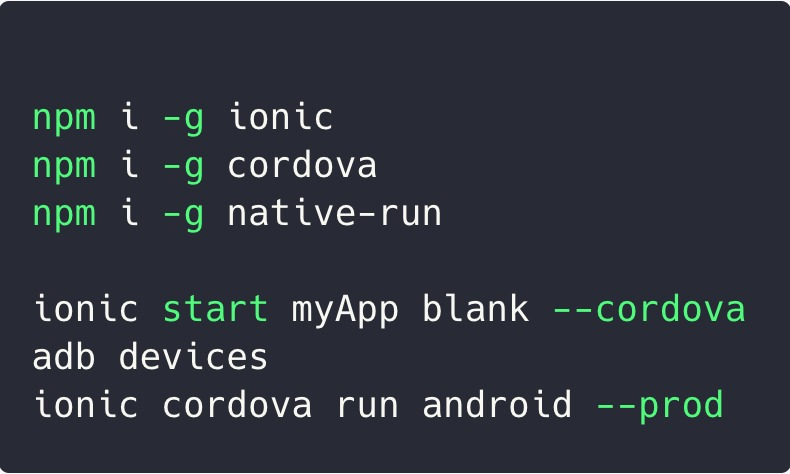 npm i -g ionic
npm i -g cordova
npm i -g native-run
ionic start myApp blank --cordova
adb devices
ionic cordova run android --prod